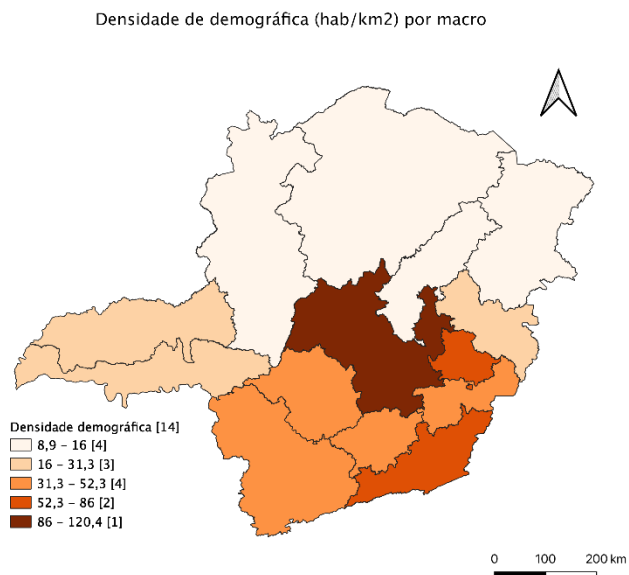 Densidade de demográfica (hab/km2) por macro
Densidade demográfica [14]
8,9 – 16 [4]
16 – 31,3 [3]
31,3 – 52,3 [4]
52,3 – 86 [2]
86 – 120,4 [1]
0 100 200 km